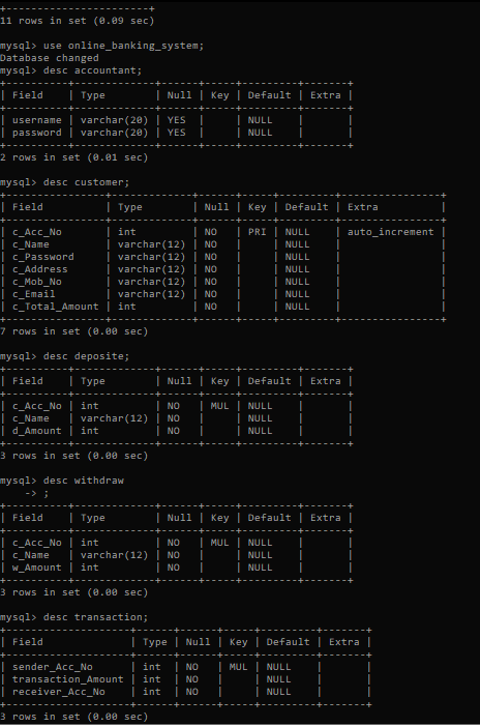 +-----------------------+
11 rows in set (0.09 sec)
mysql> use online_banking_system;
Database changed
mysql> desc accountant;
+----------+-------------+------+-----+---------+-------+
| Field    | Type        | Null | Key | Default | Extra |
+----------+-------------+------+-----+---------+-------+
| username | varchar(20) | YES  |     | NULL    |       |
| password | varchar(20) | YES  |     | NULL    |       |
+----------+-------------+------+-----+---------+-------+
2 rows in set (0.01 sec)
mysql> desc customer;
+----------------+-------------+------+-----+---------+----------------+
| Field          | Type        | Null | Key | Default | Extra          |
+----------------+-------------+------+-----+---------+----------------+
| c_Acc_No       | int         | NO   | PRI | NULL    | auto_increment |
| c_Name         | varchar(12) | NO   |     | NULL    |                |
| c_Password     | varchar(12) | NO   |     | NULL    |                |
| c_Address      | varchar(12) | NO   |     | NULL    |                |
| c_Mob_No       | varchar(12) | NO   |     | NULL    |                |
| c_Email        | varchar(12) | NO   |     | NULL    |                |
| c_Total_Amount | int         | NO   |     | NULL    |                |
+----------------+-------------+------+-----+---------+----------------+
7 rows in set (0.00 sec)
mysql> desc deposite;
+----------+-------------+------+-----+---------+-------+
| Field    | Type        | Null | Key | Default | Extra |
+----------+-------------+------+-----+---------+-------+
| c_Acc_No | int         | NO   | MUL | NULL    |       |
| c_Name   | varchar(12) | NO   |     | NULL    |       |
| d_Amount | int         | NO   |     | NULL    |       |
+----------+-------------+------+-----+---------+-------+
3 rows in set (0.00 sec)
mysql> desc withdraw
    -> ;
+----------+-------------+------+-----+---------+-------+
| Field    | Type        | Null | Key | Default | Extra |
+----------+-------------+------+-----+---------+-------+
| c_Acc_No | int         | NO   | MUL | NULL    |       |
| c_Name   | varchar(12) | NO   |     | NULL    |       |
| w_Amount | int         | NO   |     | NULL    |       |
+----------+-------------+------+-----+---------+-------+
3 rows in set (0.00 sec)
mysql> desc transaction;
+--------------------+------+------+-----+---------+-------+
| Field              | Type | Null | Key | Default | Extra |
+--------------------+------+------+-----+---------+-------+
| sender_Acc_No      | int  | NO   | MUL | NULL    |       |
| transaction_Amount | int  | NO   |     | NULL    |       |
| receiver_Acc_No    | int  | NO   |     | NULL    |       |
+--------------------+------+------+-----+---------+-------+
3 rows in set (0.00 sec)